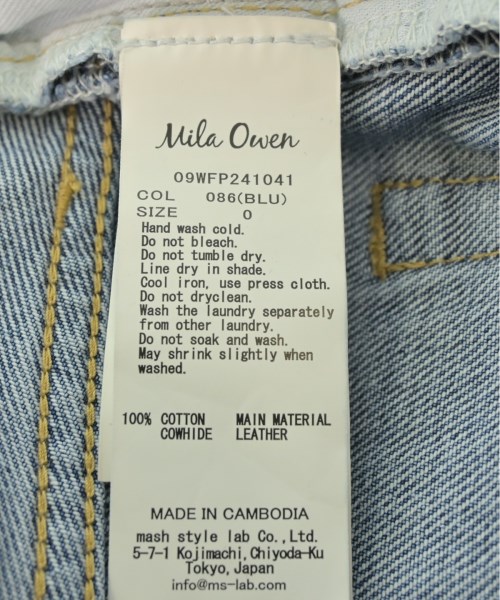 Mila Owen
09WFP241041
COL 086(BLU)
SIZE 0
Hand wash cold.
Do not bleach.
Do not tumble dry.
Line dry in shade.
Cool iron, use press cloth.
Do not dryclean.
Wash the laundry separately
from other laundry.
Do not soak and wash.
May shrink slightly when
washed.
100% COTTON MAIN MATERIAL
COWHIDE LEATHER
MADE IN CAMBODIA
mash style lab Co.,Ltd.
5-7-1 Kojimachi,Chiyoda-Ku
Tokyo,Japan
info@ms-lab.com